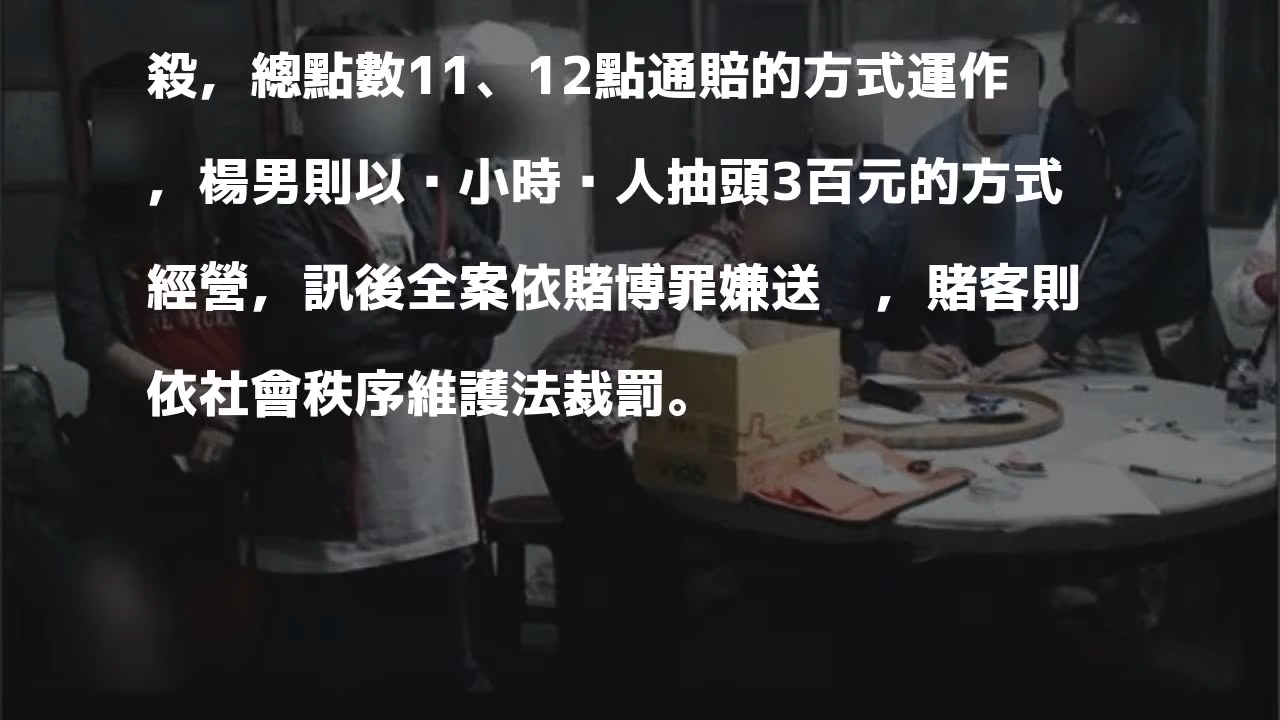 殺，總點數11、12點通賠的方式運作
，楊男則以▪小時▪人抽頭3百元的方式
經營，訊後全案依賭博罪嫌送　，賭客則
依社會秩序維護法裁罰。